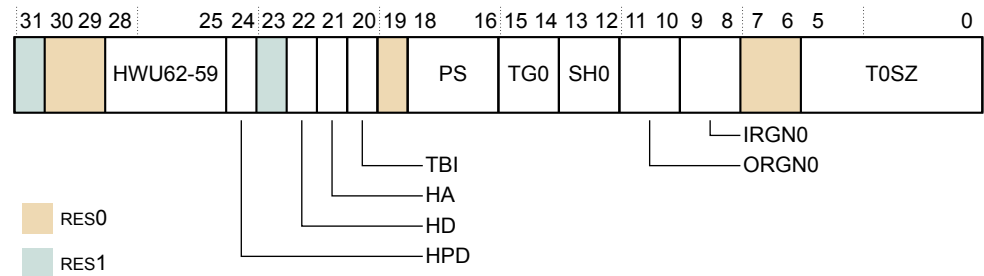 31 30 29 28 25 24 23 22 21 20 19 18 16 15 14 13 12 11 10 9 8 7 6 5 0
HWU62-59 PS TG0 SH0 T0SZ
IRGN0
TBI ORGN0
HA
RES0
HD
HPD
RES1